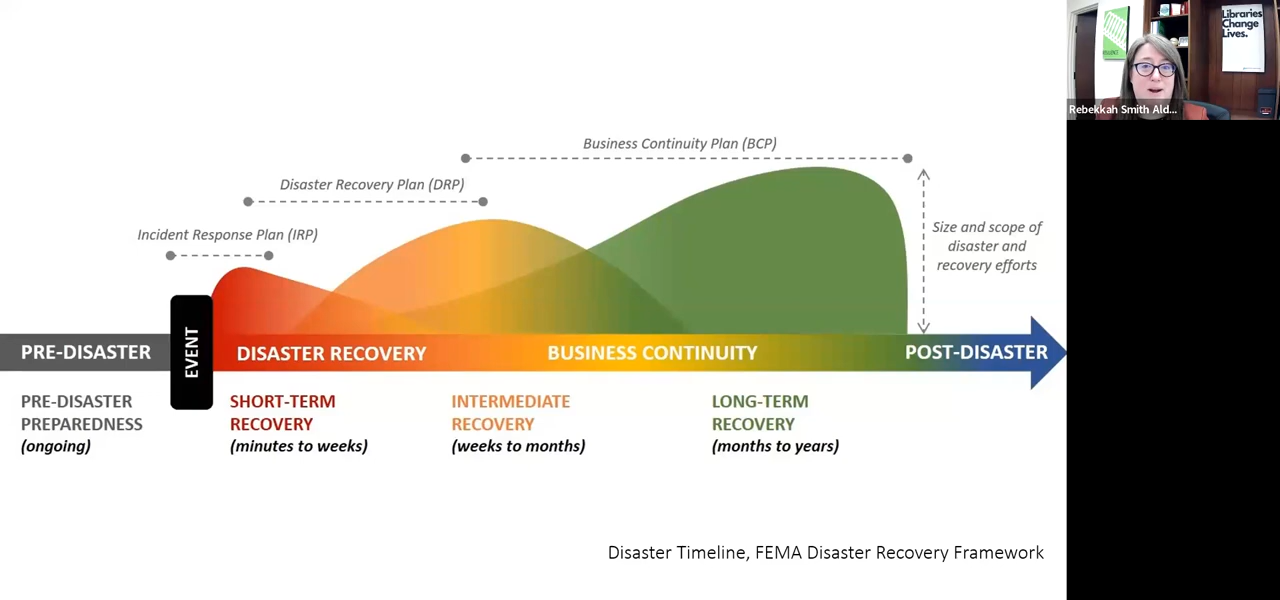 Business Continuity Plan (BCP)
Disaster Recovery Plan (DRP)
Incident Response Plan (IRP)
Size and scope of
disaster and
recovery efforts
PRE-DISASTER
EVENT
DISASTER RECOVERY
BUSINESS CONTINUITY
POST-DISASTER
PRE-DISASTER
PREPAREDNESS
(ongoing)
SHORT-TERM
RECOVERY
(minutes to weeks)
INTERMEDIATE
RECOVERY
(weeks to months)
LONG-TERM
RECOVERY
(months to years)
Disaster Timeline, FEMA Disaster Recovery Framework
Libraries
Change
Lives.
Rebekkah Smith Ald...